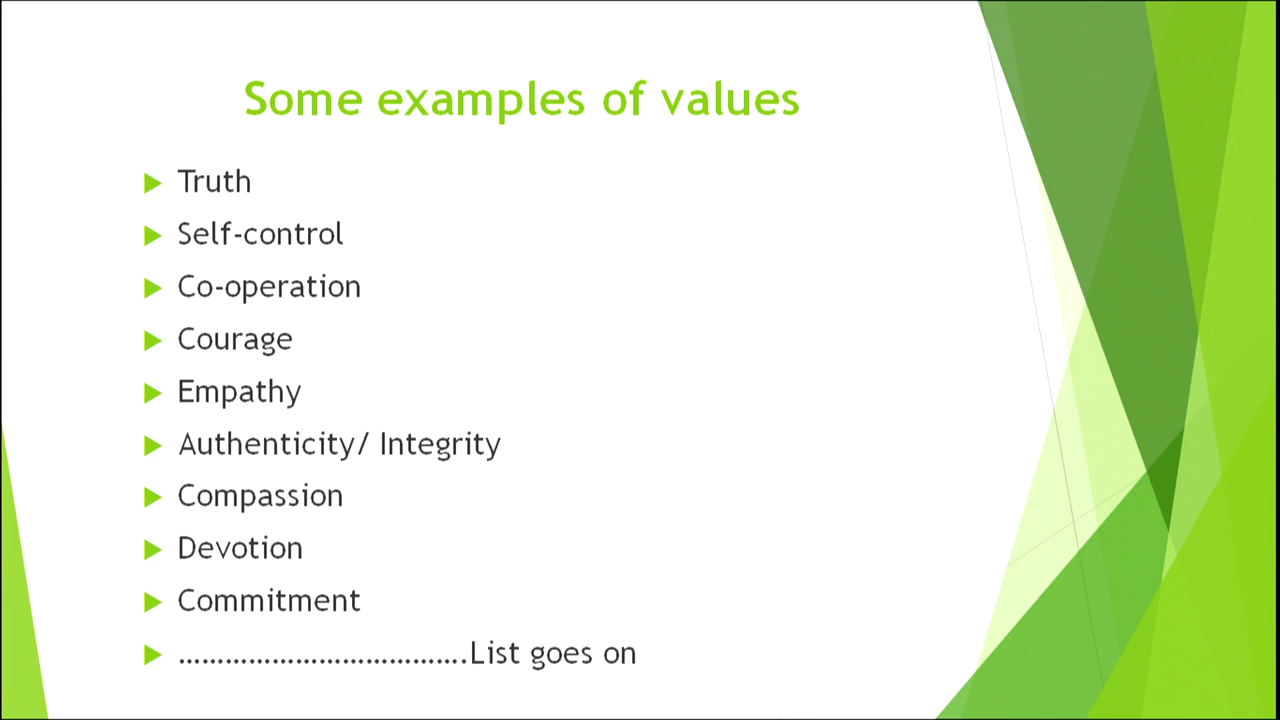 Some examples of values
Truth
Self-control
Co-operation
Courage
Empathy
Authenticity/ Integrity
Compassion
Devotion
Commitment
………………………………….List goes on